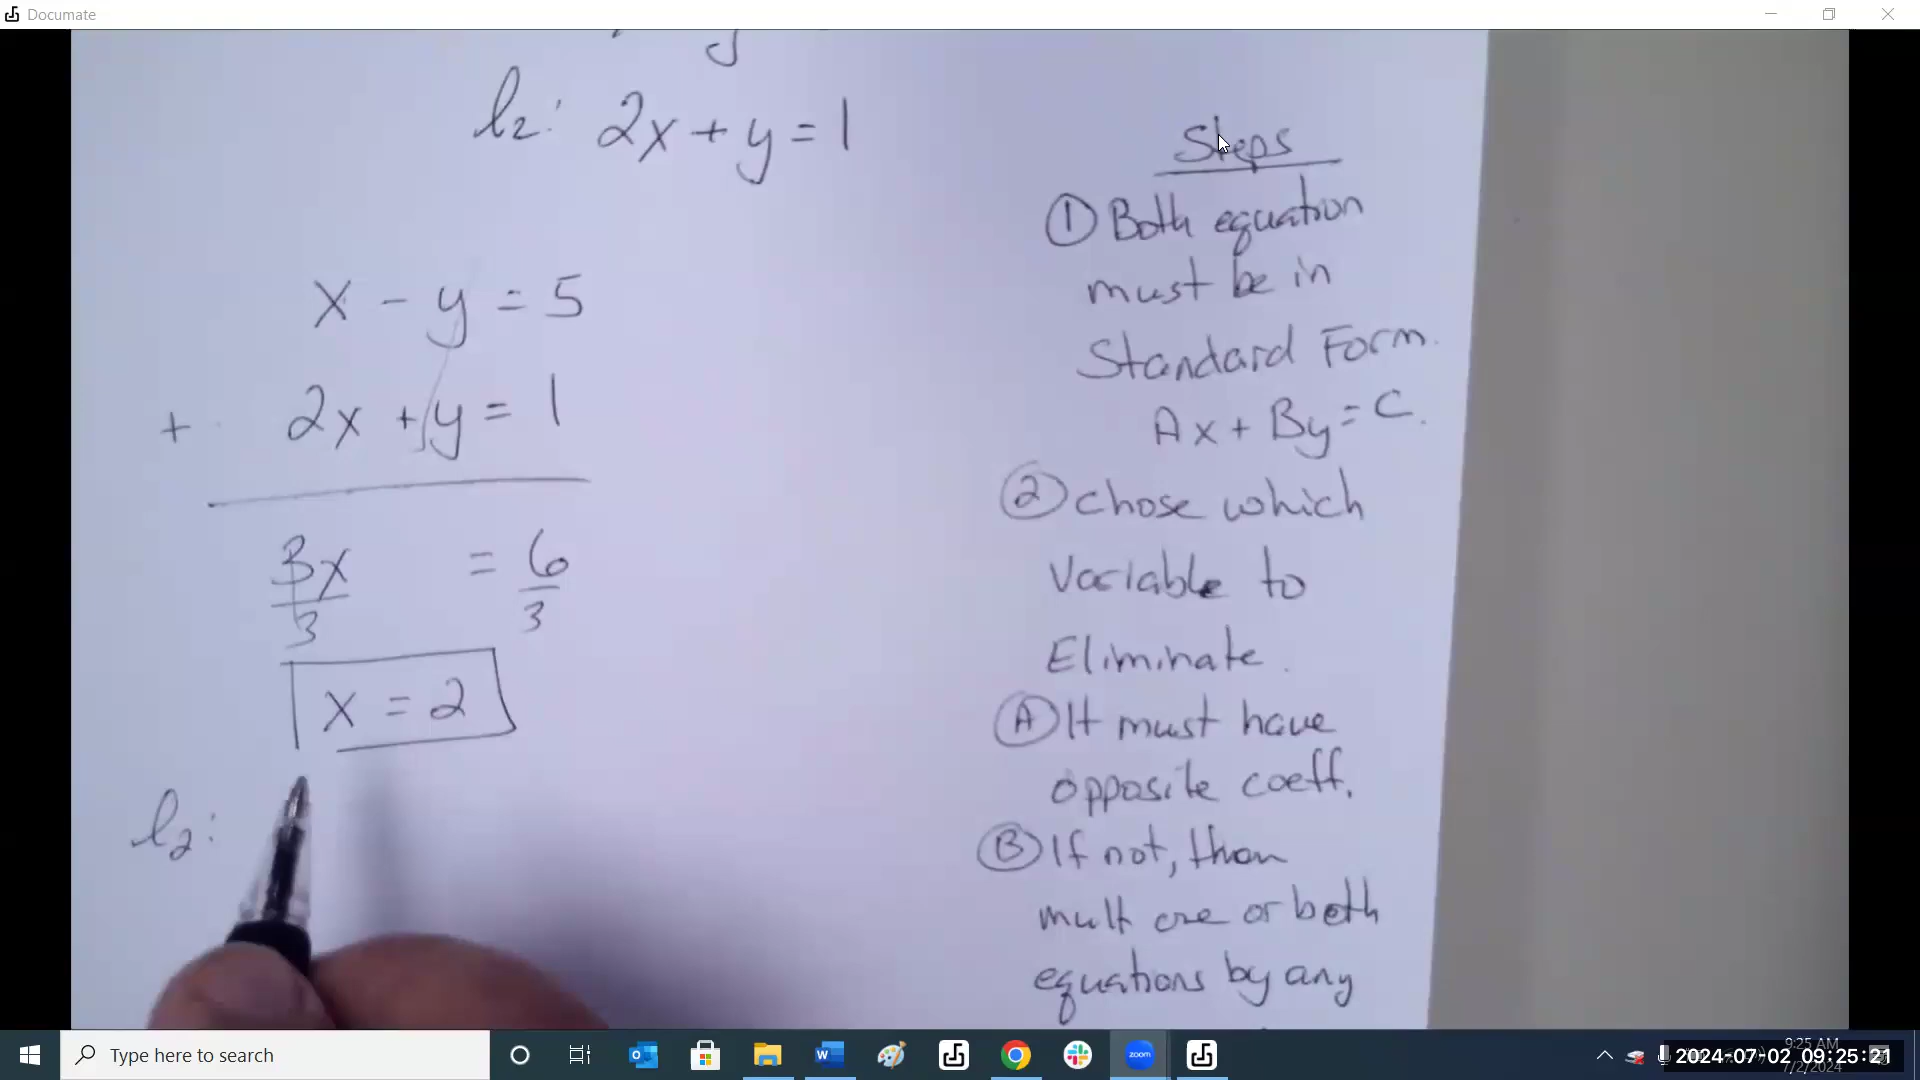 Documate
l₂: 2x + y = 1
Steps
① Both equation
must be in
Standard Form.
Ax + By = C.
② chose which
Variable to
Eliminate.
Ⓐ It must have
opposite coeff.
Ⓑ If not, then
mult one or both
equations by any
x - y = 5
+ 2x + y = 1
3x = 6
3 3
x = 2
l₂:
Type here to search
9:25 AM
7/2/2024
2024-07-02 09:25:21
zoom